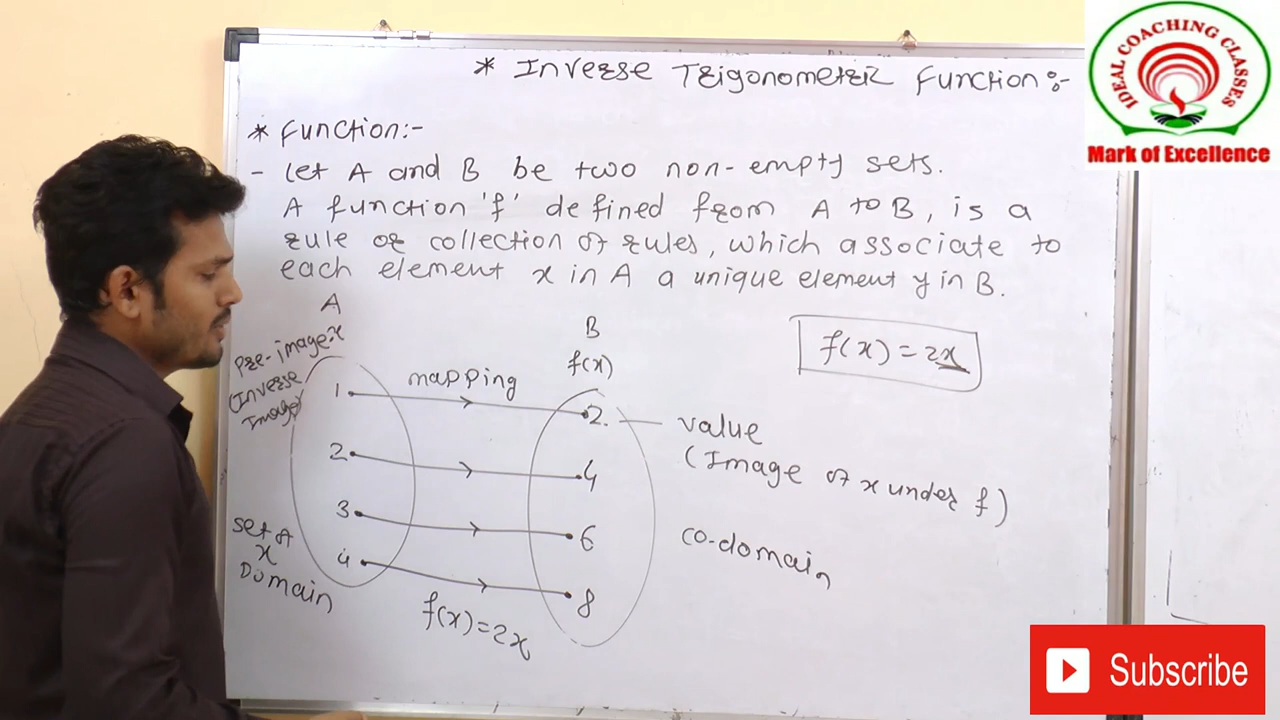 * Inverse Trigonometric Function:-
IDEAL COACHING CLASSES
Mark of Excellence
* Function:-
- Let A and B be two non-empty sets.
A function 'f' defined from A to B, is a
rule or collection of rules, which associate to
each element x in A a unique element y in B.
A
B
Pre-image:x
(Inverse
Image)
f(x)
f(x) = 2x
mapping
1
2
3
4
2.
4
6
8
value
(Image of x under f)
co-domain
Set A
x
Domain
f(x)=2x
Subscribe